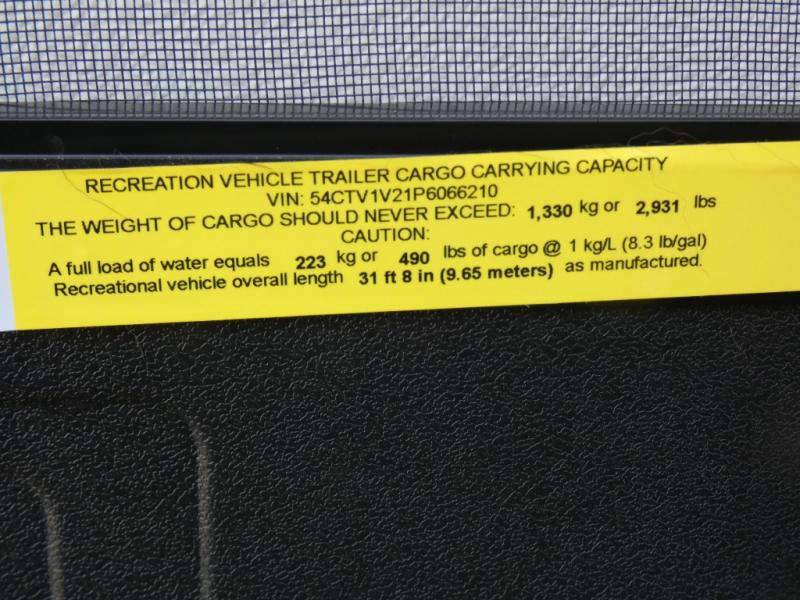 RECREATION VEHICLE TRAILER CARGO CARRYING CAPACITY
VIN: 54CTV1V21P6066210
THE WEIGHT OF CARGO SHOULD NEVER EXCEED: 1,330 kg or 2,931 lbs
CAUTION:
A full load of water equals 223 kg or 490 lbs of cargo @ 1 kg/L (8.3 lb/gal)
Recreational vehicle overall length 31 ft 8 in (9.65 meters) as manufactured.